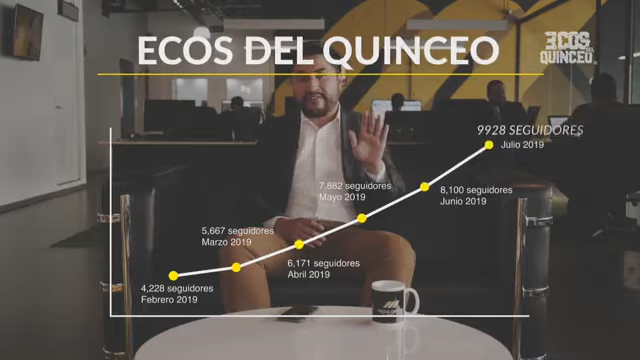 ECOS DEL QUINCEO
ECOS
DEL
QUINCEO
9928 SEGUIDORES
Julio 2019
7,882 seguidores
Mayo 2019
8,100 seguidores
Junio 2019
5,667 seguidores
Marzo 2019
6,171 seguidores
Abril 2019
4,228 seguidores
Febrero 2019